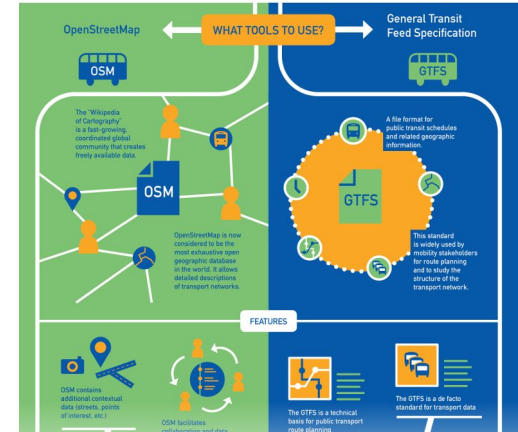 OpenStreetMap
WHAT TOOLS TO USE?
General Transit
Feed Specification
OSM
GTFS
The "Wikipedia
of Cartography"
is a fast-growing,
coordinated global
community that creates
freely available data.
OSM
OpenStreetMap is now
considered to be the
most exhaustive open
geographic database
in the world. It allows
detailed descriptions
of transport networks.
A file format for
public transit schedules
and related geographic
information.
GTFS
This standard
is widely used by
mobility stakeholders
for route planning
and to study the
structure of the
transport network.
FEATURES
OSM contains
additional contextual
data (streets, points
of interest, etc.)
OSM facilitates
collaboration and data
The GTFS is a technical
basis for public transport
route planning
The GTFS is a de facto
standard for transport data